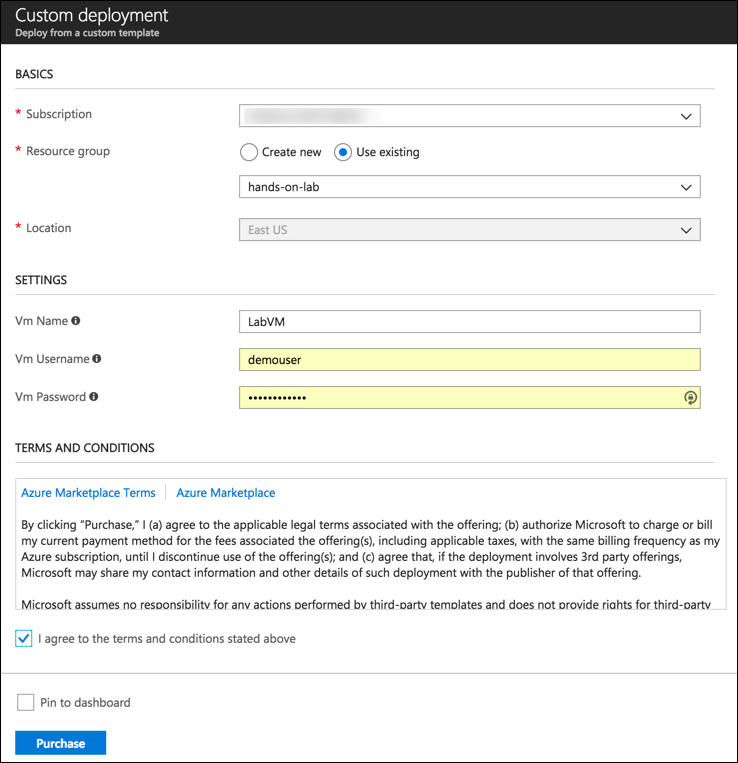 Custom deployment
Deploy from a custom template
BASICS
* Subscription
* Resource group
Create new
Use existing
hands-on-lab
* Location
East US
SETTINGS
Vm Name
LabVM
Vm Username
demouser
Vm Password
••••••••••••
TERMS AND CONDITIONS
Azure Marketplace Terms
Azure Marketplace
By clicking “Purchase,” I (a) agree to the applicable legal terms associated with the offering; (b) authorize Microsoft to charge or bill
my current payment method for the fees associated the offering(s), including applicable taxes, with the same billing frequency as my
Azure subscription, until I discontinue use of the offering(s); and (c) agree that, if the deployment involves 3rd party offerings,
Microsoft may share my contact information and other details of such deployment with the publisher of that offering.
Microsoft assumes no responsibility for any actions performed by third-party templates and does not provide rights for third-party
I agree to the terms and conditions stated above
Pin to dashboard
Purchase